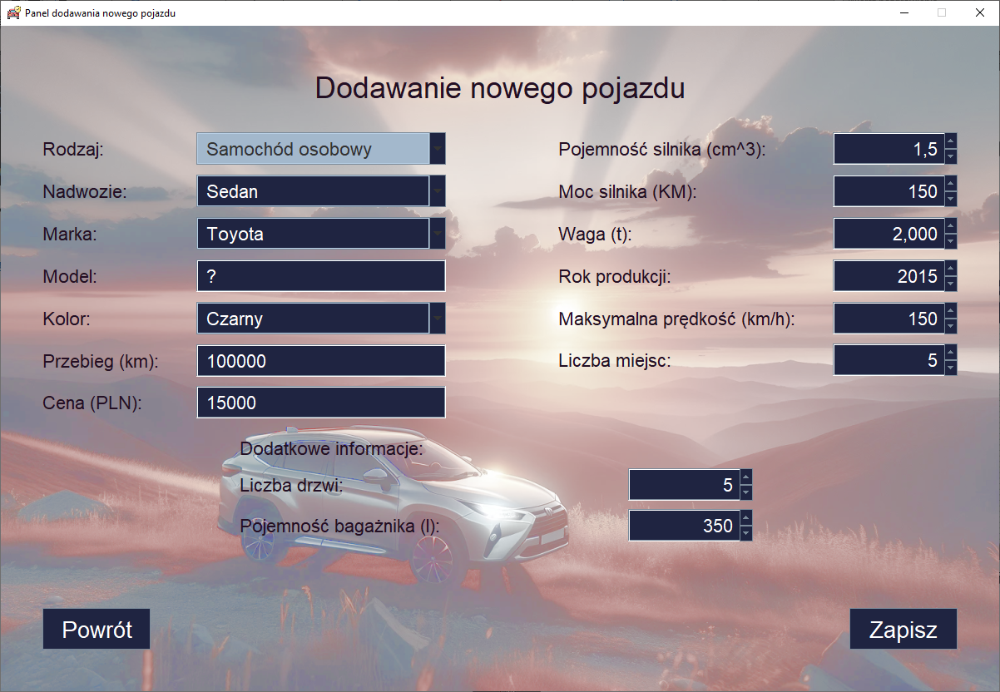 Panel dodawania nowego pojazdu
Dodawanie nowego pojazdu
Rodzaj: Samochód osobowy
Nadwozie: Sedan
Marka: Toyota
Model: ?
Kolor: Czarny
Przebieg (km): 100000
Cena (PLN): 15000
Pojemność silnika (cm^3): 1,5
Moc silnika (KM): 150
Waga (t): 2,000
Rok produkcji: 2015
Maksymalna prędkość (km/h): 150
Liczba miejsc: 5
Dodatkowe informacje:
Liczba drzwi: 5
Pojemność bagażnika (l): 350
Powrót
Zapisz